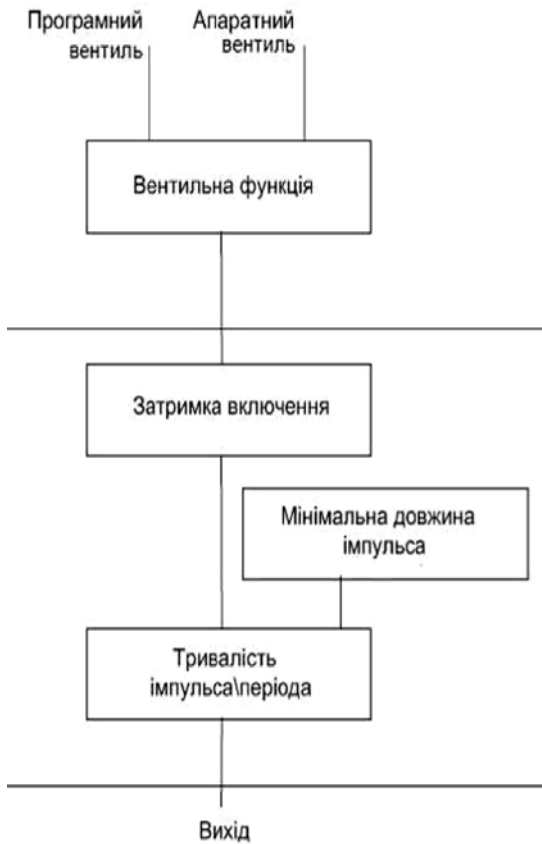 Програмний
вентиль
Апаратний
вентиль
Вентильна функція
Затримка включення
Мінімальна довжина
імпульса
Тривалість
імпульса\періода
Вихід